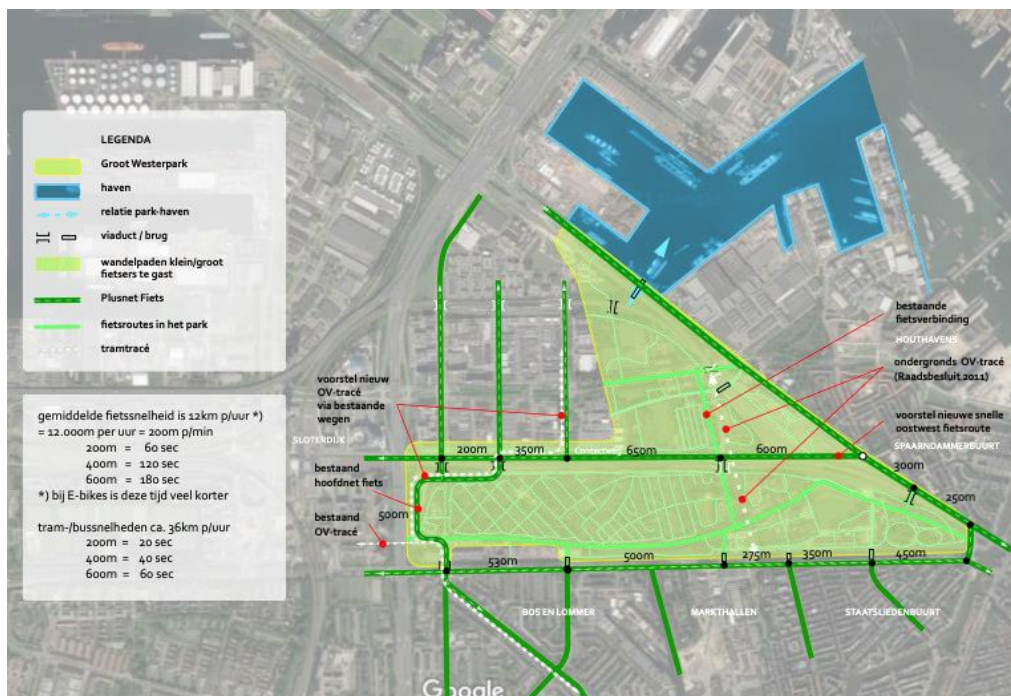 LEGENDA
Groot Westerpark
haven
relatie park-haven
viaduct / brug
wandelpaden klein/groot
fietsers te gast
Plusnet Fiets
fietsroutes in het park
tramtracé
gemiddelde fietssnelheid is 12km p/uur *)
= 12.000m per uur = 200m p/min
200m = 60 sec
400m = 120 sec
600m = 180 sec
*) bij E-bikes is deze tijd veel korter
tram-/bussnelheden ca. 36km p/uur
200m = 20 sec
400m = 40 sec
600m = 60 sec
bestaande
fietsverbinding
HOUTHAVENS
ondergronds OV-tracé
(Raadsbesluit 2011)
voorstel nieuwe snelle
oostwest fietsroute
SPAARNDAMMERBUURT
voorstel nieuw
OV-tracé
via bestaande
wegen
SLOTERDIJK
200m
350m
650m
600m
300m
250m
bestaand
hoofdnet fiets
500m
bestaand
OV-tracé
530m
500m
275m
350m
450m
BOS EN LOMMER
MARKTHALLEN
STAATSLIEDENBUURT
Google